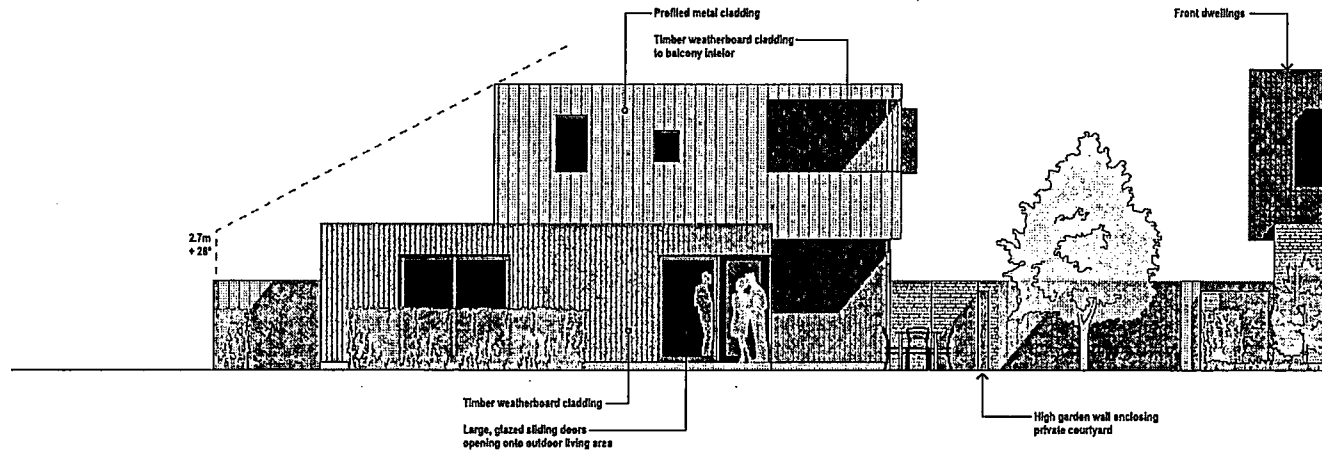 Profiled metal cladding
Timber weatherboard cladding
to balcony inteior
Front dwellings
2.7m
+ 28°
Timber weatherboard cladding
Large, glazed sliding doors
opening onto outdoor living area
High garden wall enclosing
private courtyard